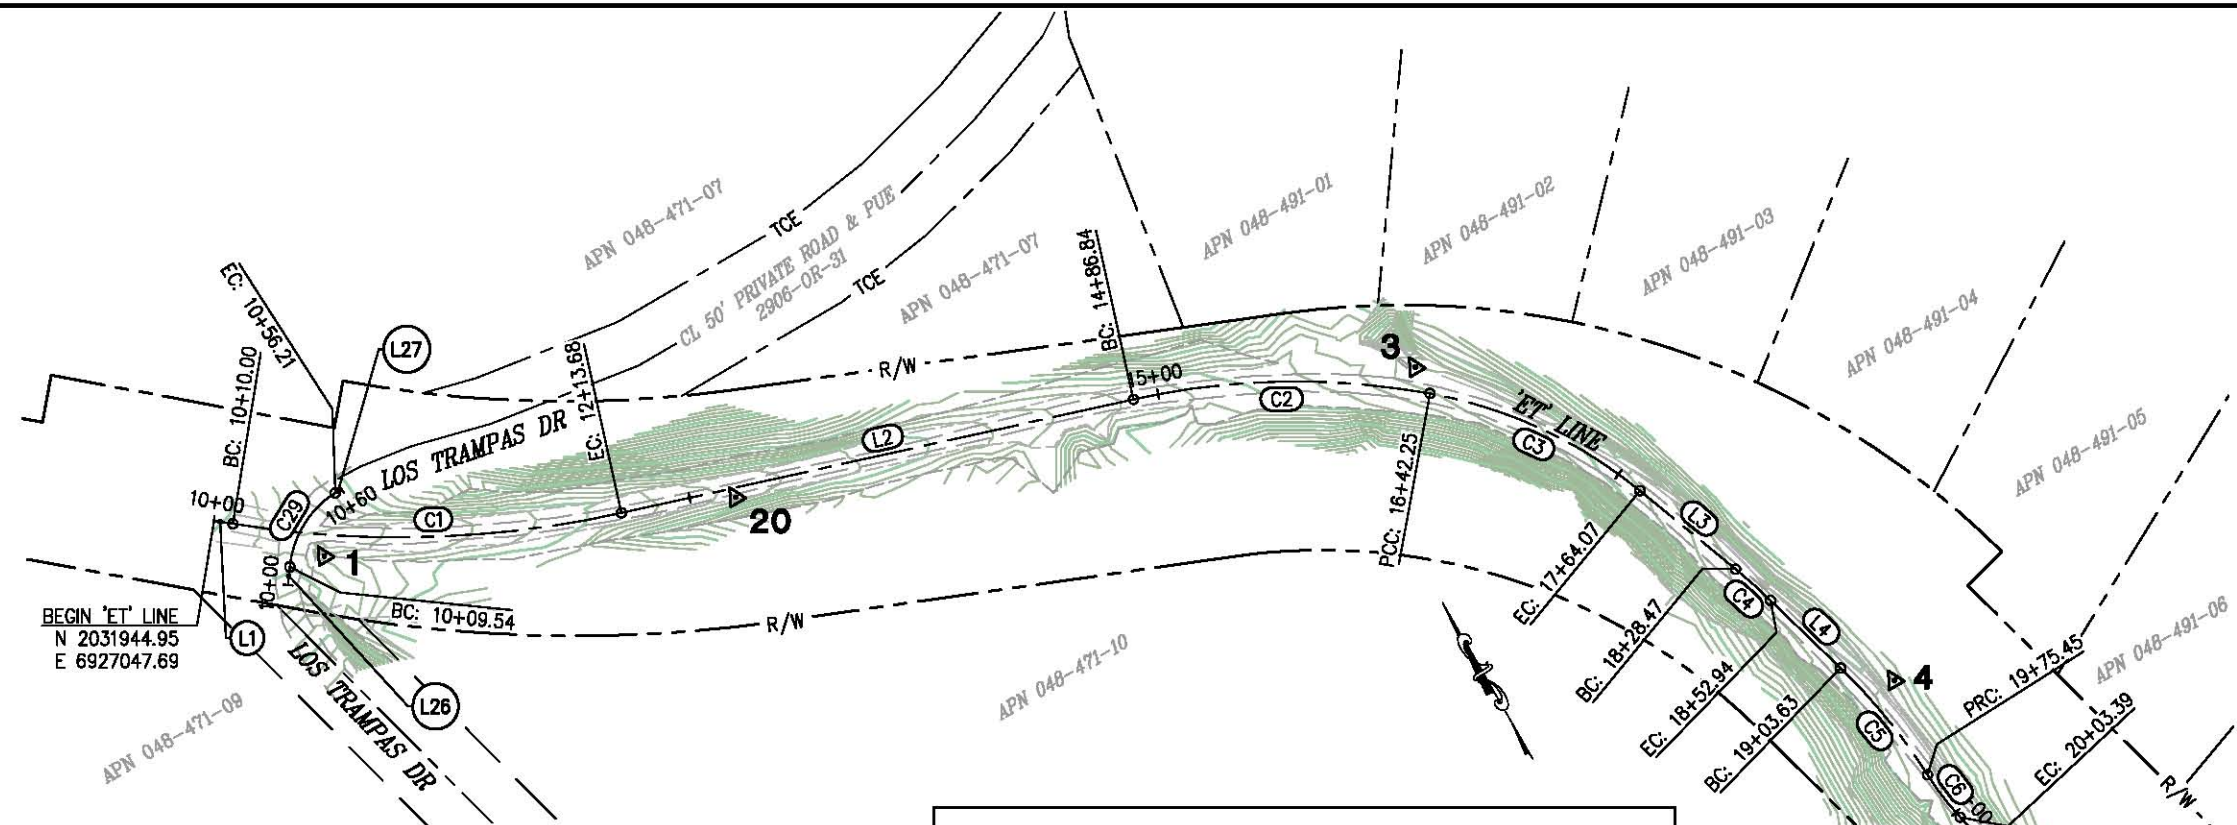 APN 048-471-07
TCE
CL 50' PRIVATE ROAD & PUE
2906-OR-31
TCE
APN 048-471-07
BC: 14+86.84
APN 048-491-01
APN 048-491-02
APN 048-491-03
APN 048-491-04
APN 048-491-05
APN 048-491-06
EC: 10+56.21
BC: 10+10.00
L27
EC: 12+13.68
R/W
15+00
C2
3
'ET' LINE
C3
PCC: 16+42.25
L2
LOS TRAMPAS DR
10+00
C29
10+60
C1
20
1
10+00
BC: 10+09.54
BEGIN 'ET' LINE
N 2031944.95
E 6927047.69
L1
LOS TRAMPAS DR
L26
APN 048-471-09
R/W
APN 048-471-10
EC: 17+64.07
L3
BC: 18+28.47
C4
EC: 18+52.94
L4
BC: 19+03.63
C5
4
PRC: 19+75.45
C6
EC: 20+03.39
R/W